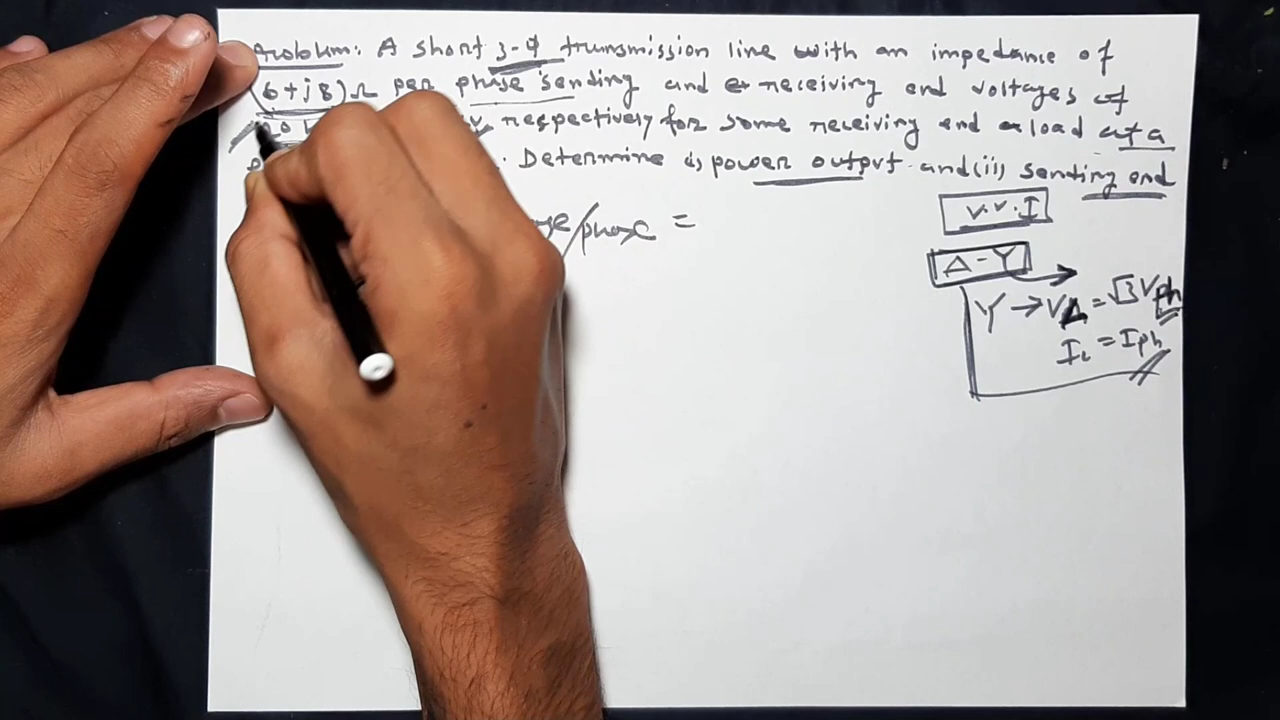 Problem: A short 3-φ transmission line with an impedance of
(6+j8)Ω per phase sending and receiving end voltages of
respectively for some receiving end load at a
. Determine i) power output and (ii) sending end
/phase =
V.V.I
Δ-Y
Y → V = √3 Vph
IL = Iph